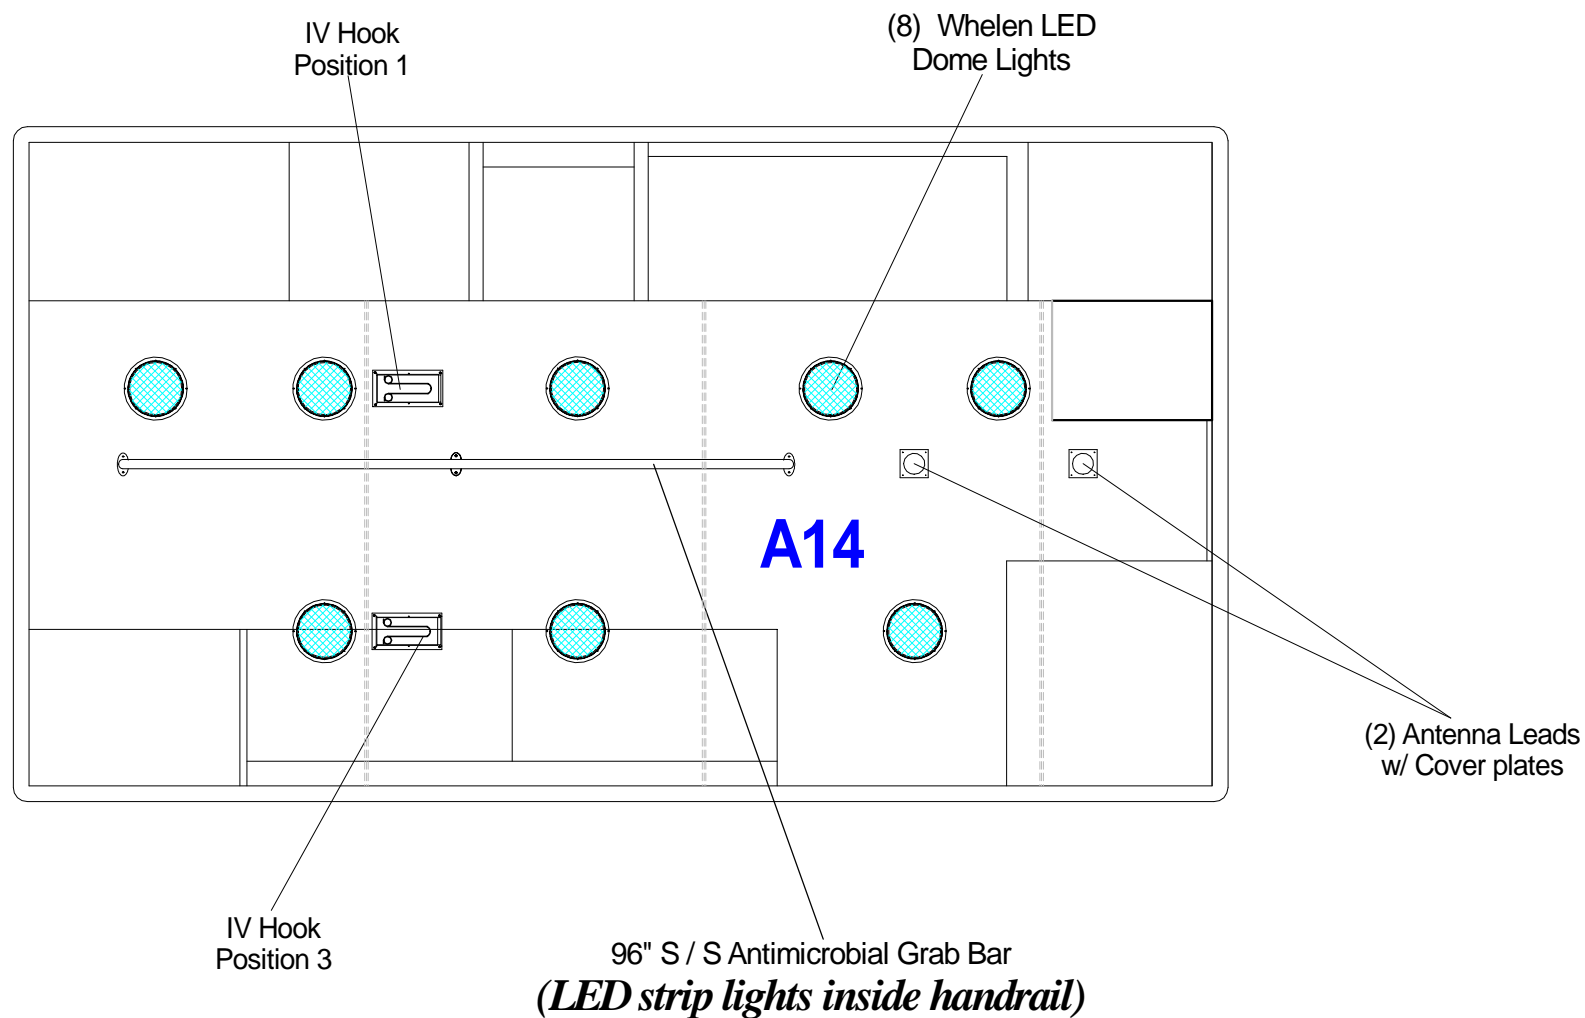 IV Hook
Position 1
(8) Whelen LED
Dome Lights
A14
(2) Antenna Leads
w/ Cover plates
IV Hook
Position 3
96" S / S Antimicrobial Grab Bar
(LED strip lights inside handrail)